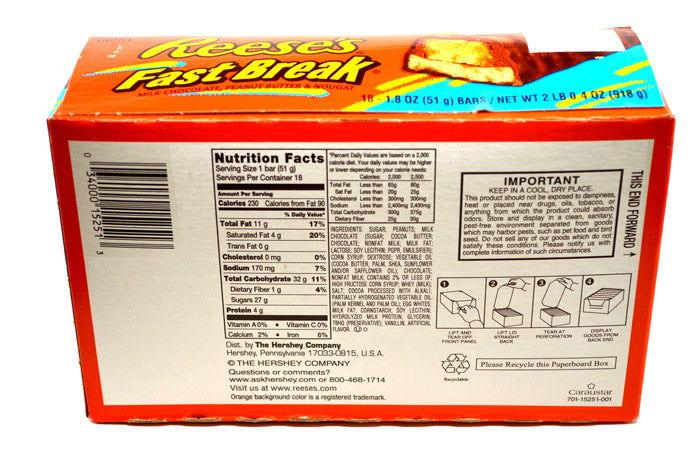 Reese's
Fast Break
MILK CHOCOLATE, PEANUT BUTTER & NOUGAT
18 - 1.8 OZ (51 g) BARS / NET WT 2 LB 0.4 OZ (918 g)
0 34000 15251 3
Nutrition Facts
Serving Size 1 bar (51 g)
Servings Per Container 18
Amount Per Serving
Calories 230 Calories from Fat 90
% Daily Value*
Total Fat 11 g 17%
Saturated Fat 4 g 20%
Trans Fat 0 g
Cholesterol 0 mg 0%
Sodium 170 mg 7%
Total Carbohydrate 32 g 11%
Dietary Fiber 1 g 4%
Sugars 27 g
Protein 4 g
Vitamin A 0% • Vitamin C 0%
Calcium 2% • Iron 6%
*Percent Daily Values are based on a 2,000
calorie diet. Your daily values may be higher
or lower depending on your calorie needs:
Calories: 2,000 2,500
Total Fat Less than 65g 80g
Sat Fat Less than 20g 25g
Cholesterol Less than 300mg 300mg
Sodium Less than 2,400mg 2,400mg
Total Carbohydrate 300g 375g
Dietary Fiber 25g 30g
INGREDIENTS: SUGAR; PEANUTS; MILK
CHOCOLATE (SUGAR; COCOA BUTTER;
CHOCOLATE; NONFAT MILK; MILK FAT;
LACTOSE; SOY LECITHIN; PGPR, EMULSIFIER);
CORN SYRUP; DEXTROSE; VEGETABLE OIL
(COCOA BUTTER, PALM, SHEA, SUNFLOWER
AND/OR SAFFLOWER OIL); CHOCOLATE;
NONFAT MILK; CONTAINS 2% OR LESS OF:
HIGH FRUCTOSE CORN SYRUP; WHEY (MILK);
SALT; COCOA PROCESSED WITH ALKALI;
PARTIALLY HYDROGENATED VEGETABLE OIL
(PALM KERNEL AND PALM OIL); EGG WHITES;
MILK FAT; CORNSTARCH; SOY LECITHIN;
HYDROLYZED MILK PROTEIN; GLYCERIN;
TBHQ (PRESERVATIVE); VANILLIN, ARTIFICIAL
FLAVOR. Ⓤ D
Dist. by The Hershey Company
Hershey, Pennsylvania 17033-0815, U.S.A.
© THE HERSHEY COMPANY
Questions or comments?
www.askhershey.com or 800-468-1714
Visit us at www.reeses.com
Orange background color is a registered trademark.
IMPORTANT
KEEP IN A COOL, DRY PLACE.
This product should not be exposed to dampness,
heat or placed near drugs, oils, tobacco, or
anything from which the product could absorb
odors. Store and display in a clean, sanitary,
pest-free environment separated from goods
which may harbor pests, such as pet food and bird
seed. Do not sell any of our goods which do not
satisfy these conditions. Please notify us with
complete information of such circumstances.
THIS END FORWARD
1 2 3 4
LIFT AND
TEAR OFF
FRONT PANEL
LIFT LID
STRAIGHT
BACK
TEAR AT
PERFORATION
DISPLAY
GOODS FROM
BACK END
Recyclable
Please Recycle this Paperboard Box
Caraustar
701-15251-001